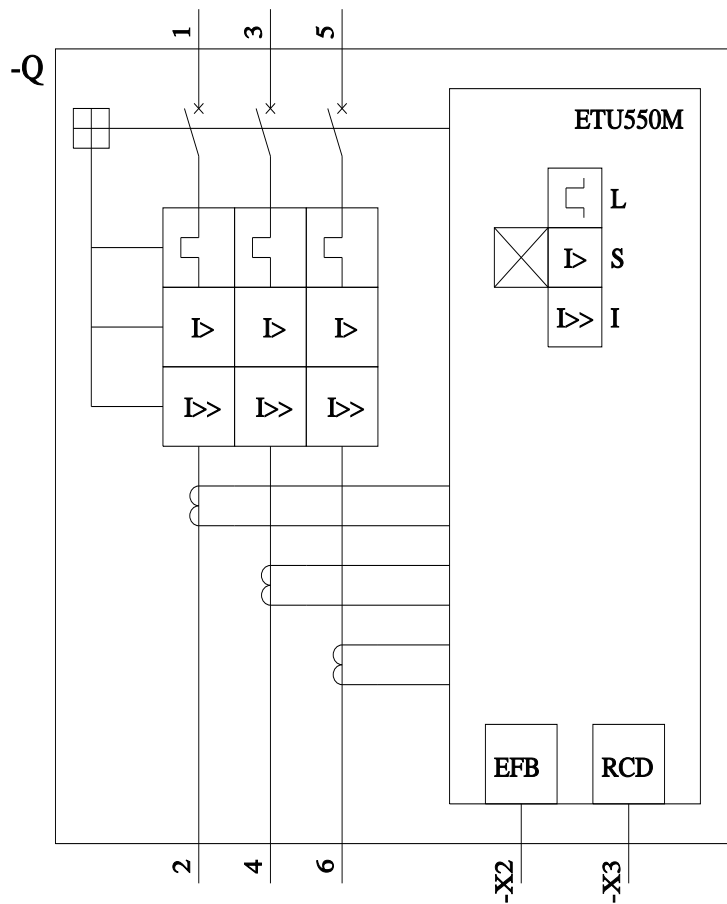 1 3 5
-Q
ETU550M
L
I> S
I>> I
I> I> I>
I>> I>> I>>
EFB RCD
2 4 6 -X2 -X3